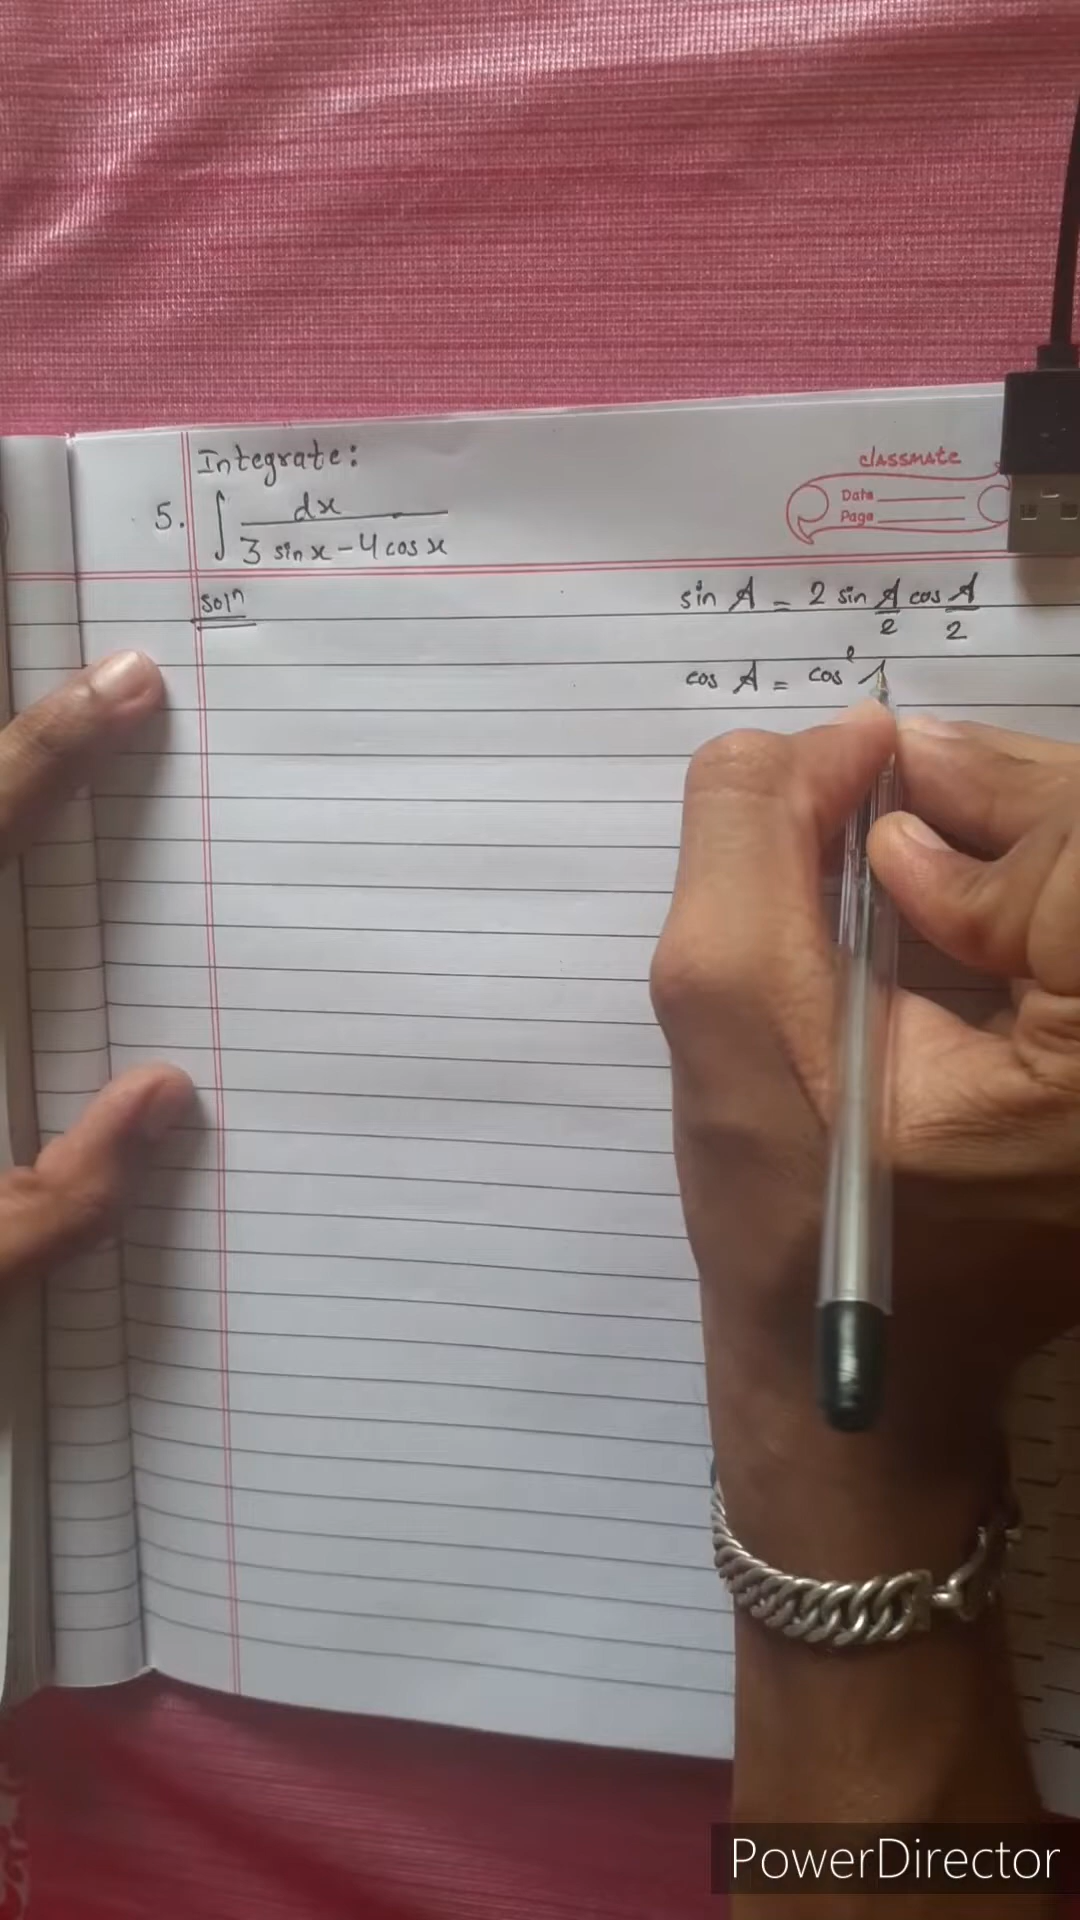 Integrate:
5. ∫ dx / 3 sin x - 4 cos x
classmate
Date
Page
Solⁿ
sin A = 2 sin A/2 cos A/2
cos A = cos² A
PowerDirector